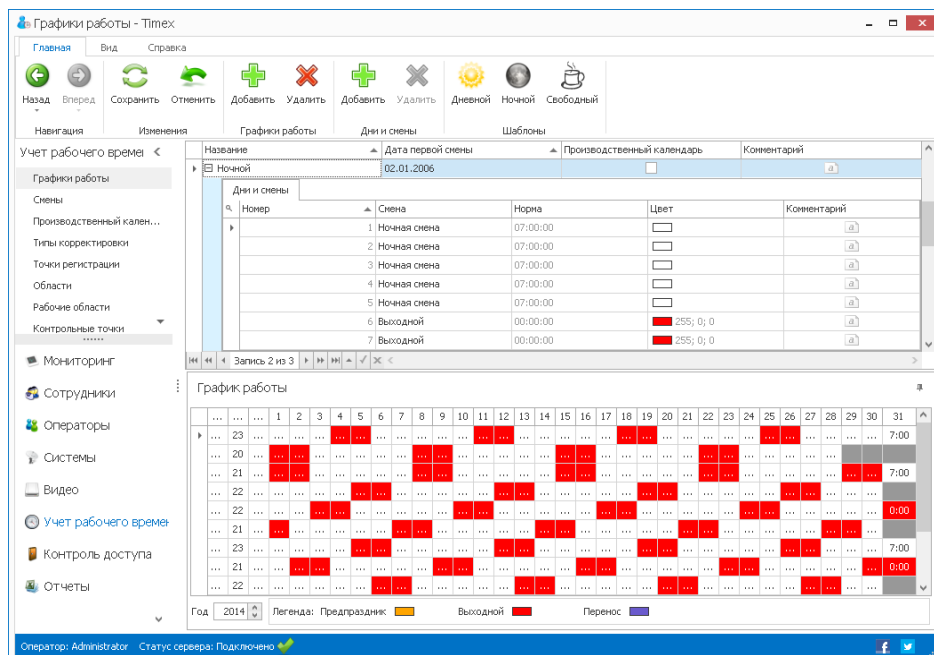 Графики работы - Timex
Главная Вид Справка
Назад Вперед Сохранить Отменить Добавить Удалить Добавить Удалить Дневной Ночной Свободный
Навигация Изменения Графики работы Дни и смены Шаблоны
Учет рабочего времен
Графики работы
Смены
Производственный кален...
Типы корректировки
Точки регистрации
Области
Рабочие области
Контрольные точки
Мониторинг
Сотрудники
Операторы
Системы
Видео
Учет рабочего времен
Контроль доступа
Отчеты
Название Дата первой смены Производственный календарь Комментарий
Ночной 02.01.2006 a
Дни и смены
Номер Смена Норма Цвет Комментарий
1 Ночная смена 07:00:00 a
2 Ночная смена 07:00:00 a
3 Ночная смена 07:00:00 a
4 Ночная смена 07:00:00 a
5 Ночная смена 07:00:00 a
6 Выходной 00:00:00 255; 0; 0 a
7 Выходной 00:00:00 255; 0; 0 a
Запись 2 из 3
График работы
... ... ... 1 2 3 4 5 6 7 8 9 10 11 12 13 14 15 16 17 18 19 20 21 22 23 24 25 26 27 28 29 30 31
... 23 ... ... ... ... ... ... ... ... ... ... ... ... ... ... ... ... ... ... ... ... ... ... ... ... ... ... ... ... ... ... ... ... ... 7:00
... 20 ... ... ... ... ... ... ... ... ... ... ... ... ... ... ... ... ... ... ... ... ... ... ... ... ... ... ... ... ... ... ...
... 21 ... ... ... ... ... ... ... ... ... ... ... ... ... ... ... ... ... ... ... ... ... ... ... ... ... ... ... ... ... ... ... ... ... 7:00
... 22 ... ... ... ... ... ... ... ... ... ... ... ... ... ... ... ... ... ... ... ... ... ... ... ... ... ... ... ... ... ... ... ... ...
... 22 ... ... ... ... ... ... ... ... ... ... ... ... ... ... ... ... ... ... ... ... ... ... ... ... ... ... ... ... ... ... ... ... ... 0:00
... 21 ... ... ... ... ... ... ... ... ... ... ... ... ... ... ... ... ... ... ... ... ... ... ... ... ... ... ... ... ... ... ... ... ...
... 23 ... ... ... ... ... ... ... ... ... ... ... ... ... ... ... ... ... ... ... ... ... ... ... ... ... ... ... ... ... ... ... ... ... 7:00
... 21 ... ... ... ... ... ... ... ... ... ... ... ... ... ... ... ... ... ... ... ... ... ... ... ... ... ... ... ... ... ... ... ... ... 0:00
... 22 ... ... ... ... ... ... ... ... ... ... ... ... ... ... ... ... ... ... ... ... ... ... ... ... ... ... ... ... ... ... ... ... ...
Год 2014 Легенда: Предпраздник Выходной Перенос
Оператор: Administrator Статус сервера: Подключено